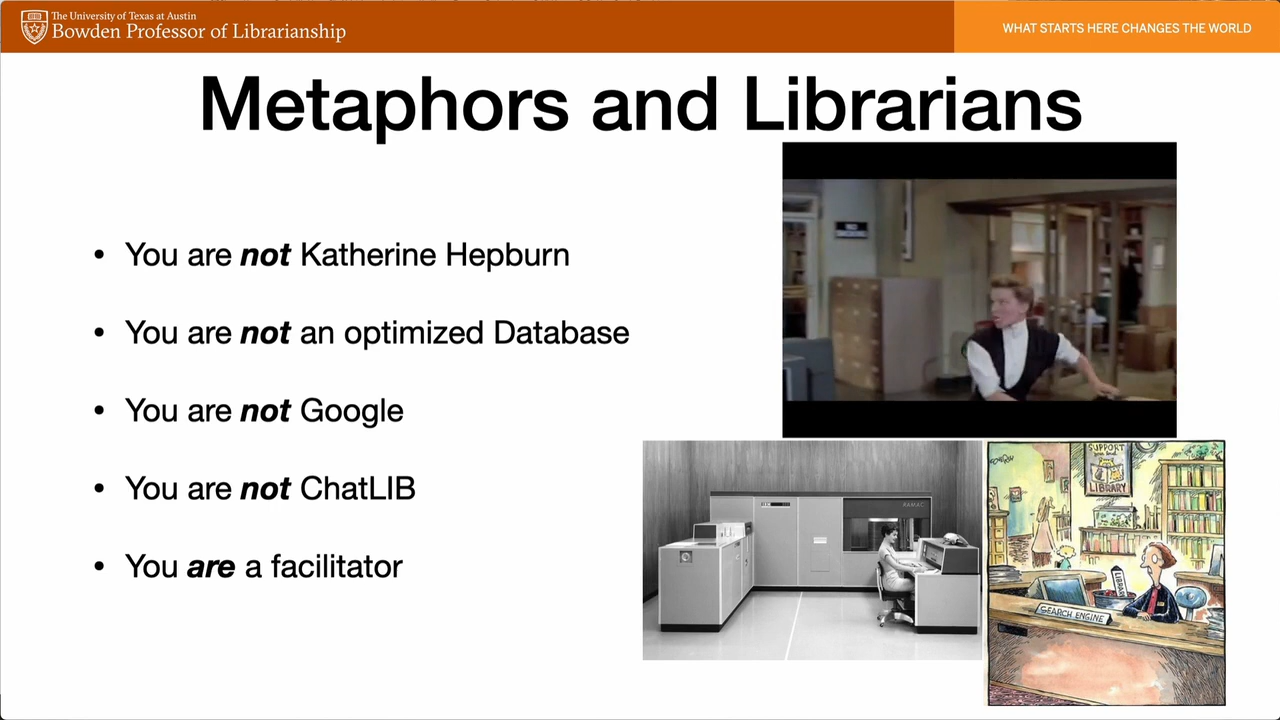 The University of Texas at Austin
Bowden Professor of Librarianship
WHAT STARTS HERE CHANGES THE WORLD
Metaphors and Librarians
• You are not Katherine Hepburn
• You are not an optimized Database
• You are not Google
• You are not ChatLIB
• You are a facilitator
RAMAC
SUPPORT
LIBRARY
SEARCH ENGINE